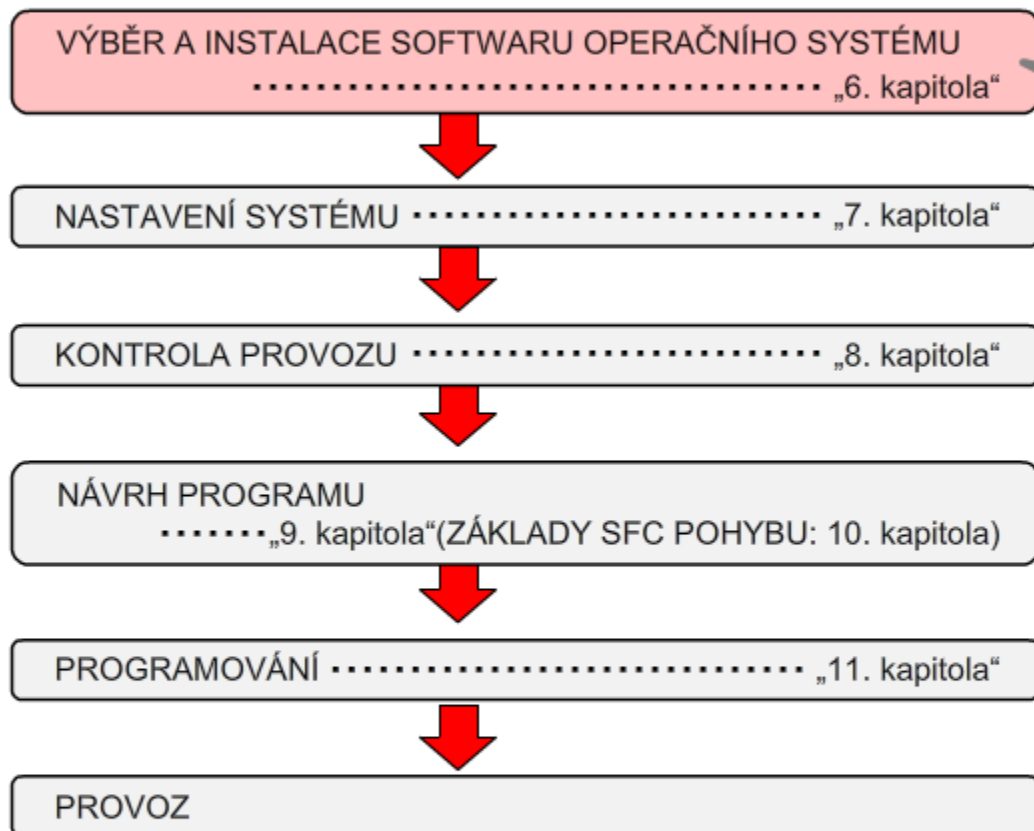 VÝBĚR A INSTALACE SOFTWARU OPERAČNÍHO SYSTÉMU
····································· „6. kapitola“
NASTAVENÍ SYSTÉMU ··························· „7. kapitola“
KONTROLA PROVOZU ··························· „8. kapitola“
NÁVRH PROGRAMU
·······„9. kapitola“(ZÁKLADY SFC POHYBU: 10. kapitola)
PROGRAMOVÁNÍ ······························· „11. kapitola“
PROVOZ